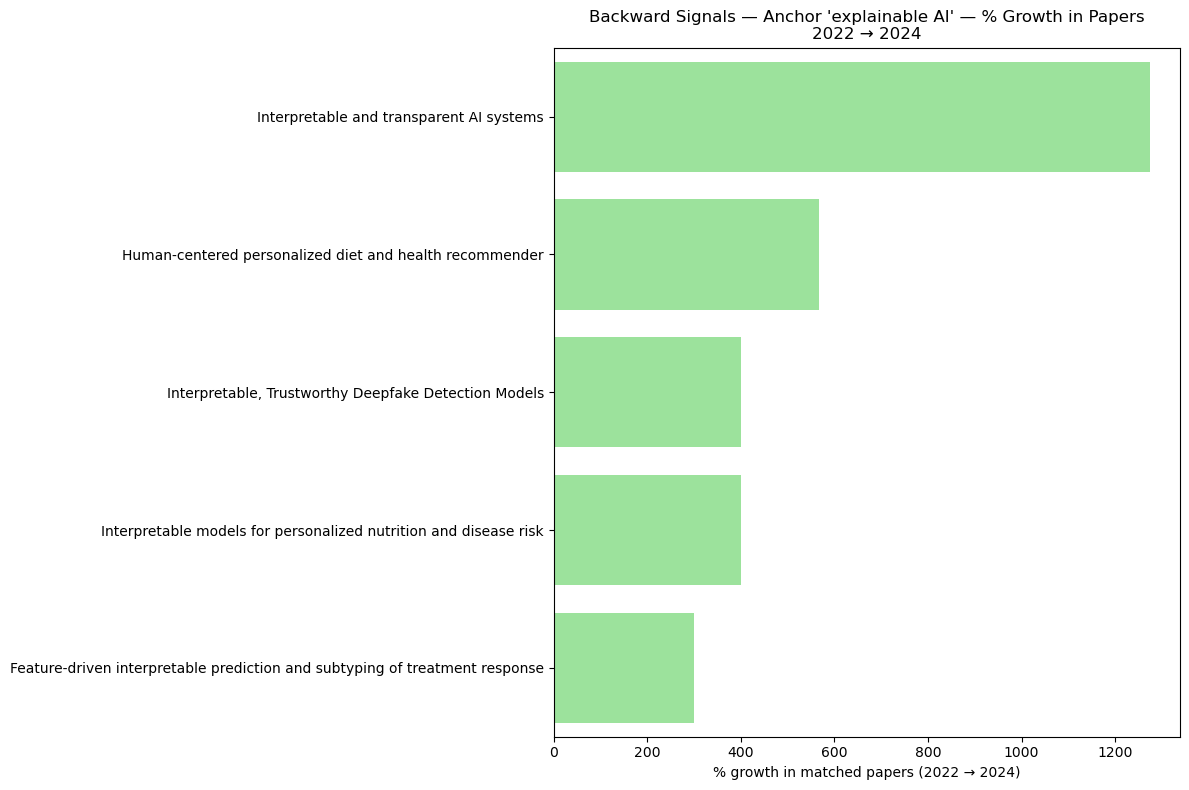 Backward Signals — Anchor 'explainable AI' — % Growth in Papers
2022 → 2024
Interpretable and transparent AI systems
Human-centered personalized diet and health recommender
Interpretable, Trustworthy Deepfake Detection Models
Interpretable models for personalized nutrition and disease risk
Feature-driven interpretable prediction and subtyping of treatment response
0 200 400 600 800 1000 1200
% growth in matched papers (2022 → 2024)